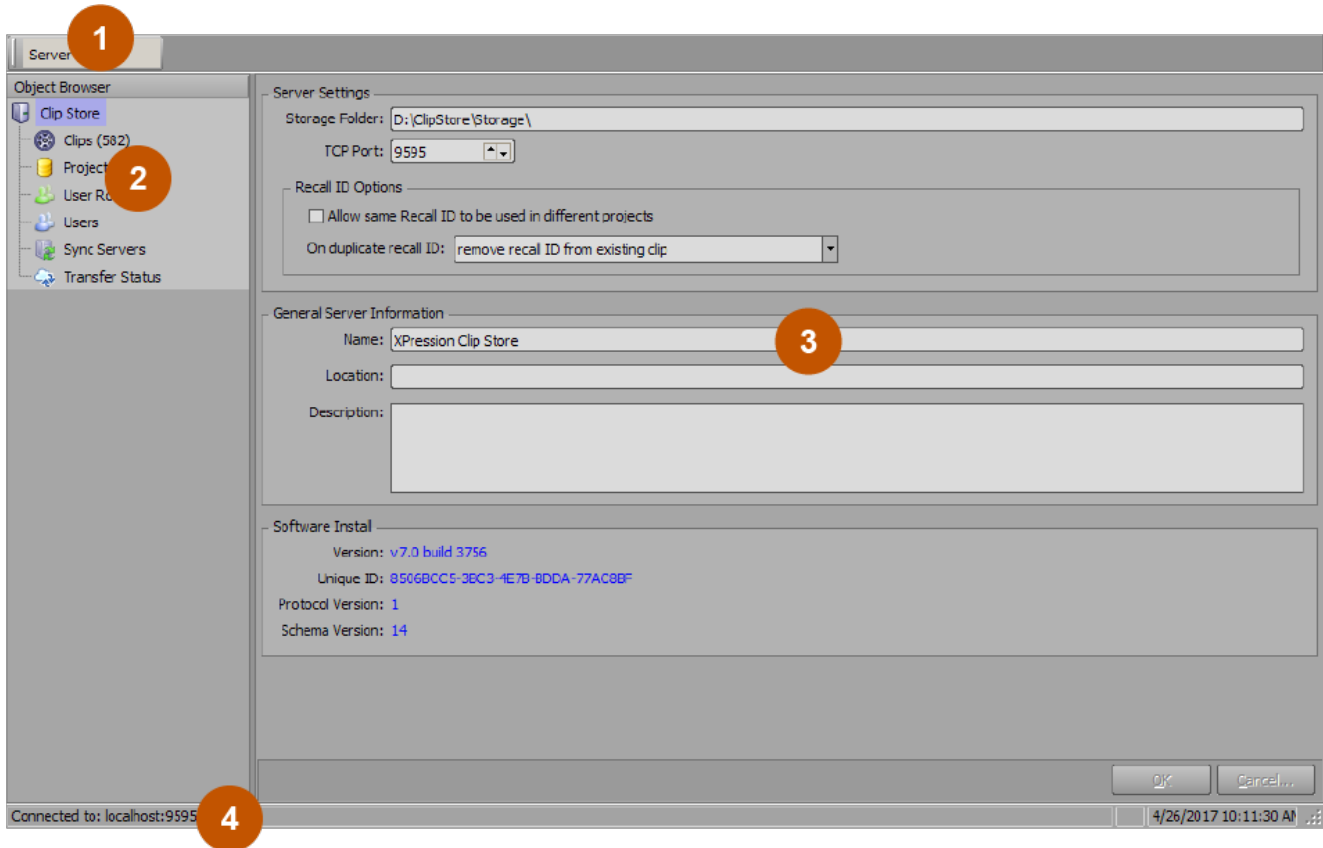 1
Server
Object Browser
Clip Store
Clips (582)
Project
2
User Ro
Users
Sync Servers
Transfer Status
Server Settings
Storage Folder: D:\ClipStore\Storage\
TCP Port: 9595
Recall ID Options
Allow same Recall ID to be used in different projects
On duplicate recall ID: remove recall ID from existing clip
General Server Information
Name: XPression Clip Store
3
Location:
Description:
Software Install
Version: v7.0 build 3756
Unique ID: 8506BCC5-3BC3-4E7B-BDDA-77AC8BF
Protocol Version: 1
Schema Version: 14
OK Cancel...
Connected to: localhost:9595
4
4/26/2017 10:11:30 AM